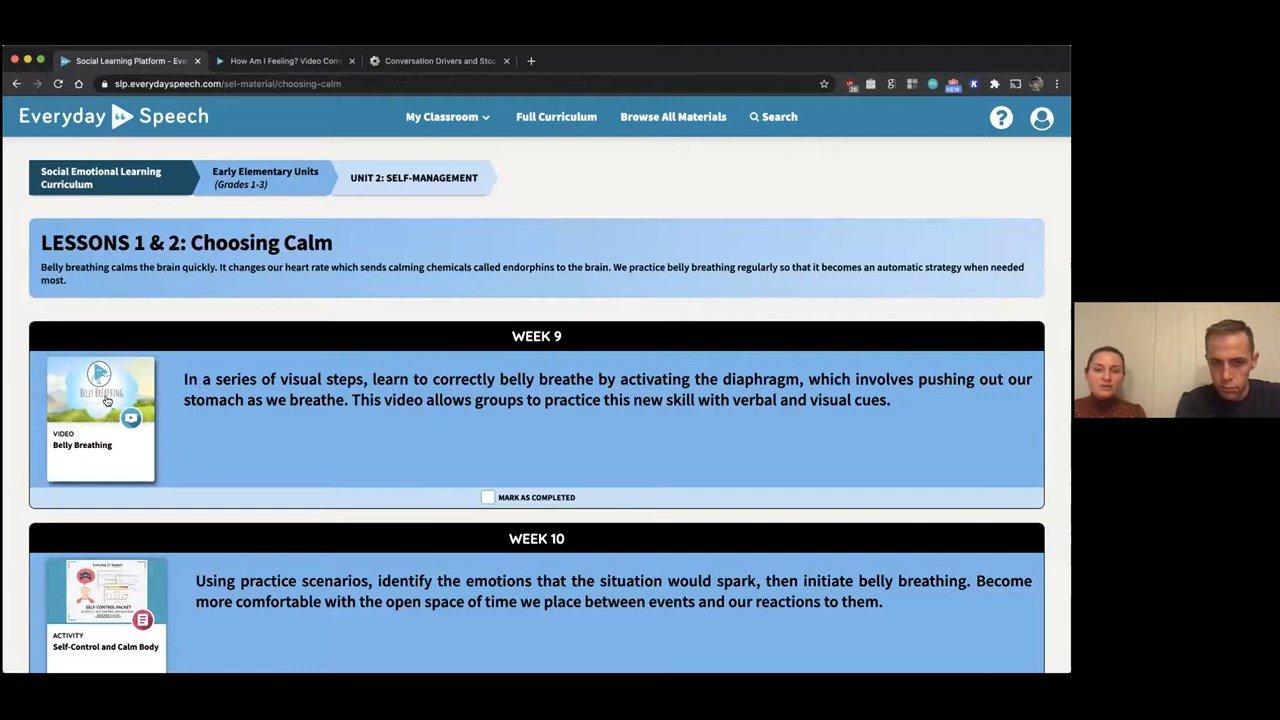 Social Learning Platform - Eve
How Am I Feeling? Video Com
Conversation Drivers and Stop
slp.everydayspeech.com/sel-material/choosing-calm
26
NEW
Everyday Speech
My Classroom
Full Curriculum
Browse All Materials
Search
?
Social Emotional Learning
Curriculum
Early Elementary Units
(Grades 1-3)
UNIT 2: SELF-MANAGEMENT
LESSONS 1 & 2: Choosing Calm
Belly breathing calms the brain quickly. It changes our heart rate which sends calming chemicals called endorphins to the brain. We practice belly breathing regularly so that it becomes an automatic strategy when needed
most.
WEEK 9
BELLY BREATHING
VIDEO
Belly Breathing
In a series of visual steps, learn to correctly belly breathe by activating the diaphragm, which involves pushing out our
stomach as we breathe. This video allows groups to practice this new skill with verbal and visual cues.
MARK AS COMPLETED
WEEK 10
SELF-CONTROL PACKET
ACTIVITY
Self-Control and Calm Body
Using practice scenarios, identify the emotions that the situation would spark, then initiate belly breathing. Become
more comfortable with the open space of time we place between events and our reactions to them.